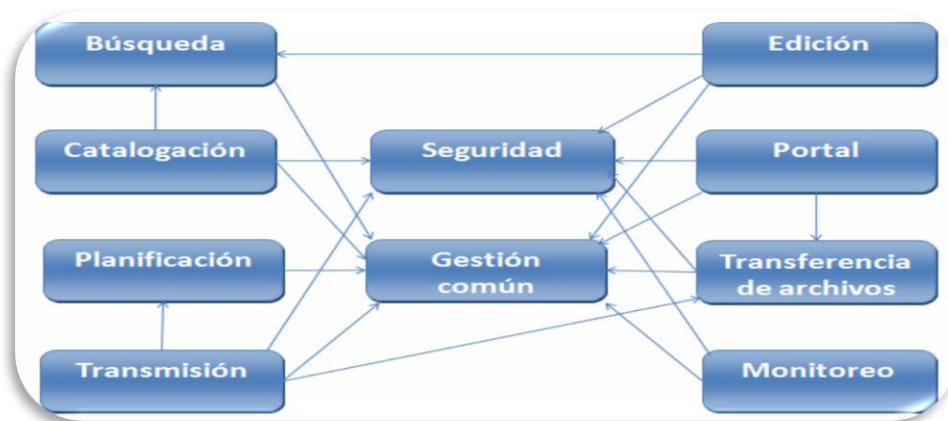 Búsqueda
Edición
Catalogación
Seguridad
Portal
Planificación
Gestión
común
Transferencia
de archivos
Transmisión
Monitoreo